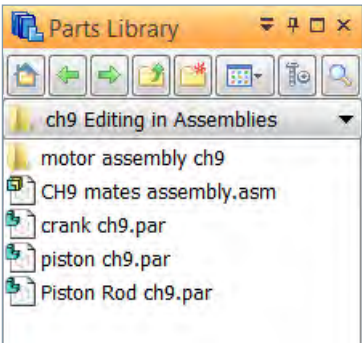 Parts Library
ch9 Editing in Assemblies
motor assembly ch9
CH9 mates assembly.asm
crank ch9.par
piston ch9.par
Piston Rod ch9.par